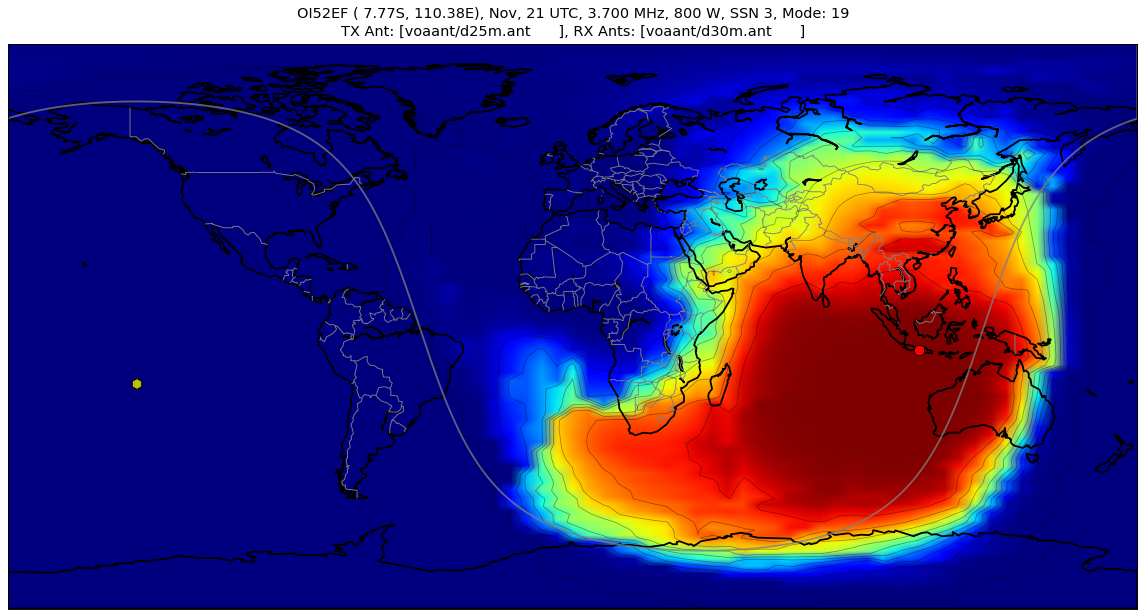 OI52EF ( 7.77S, 110.38E), Nov, 21 UTC, 3.700 MHz, 800 W, SSN 3, Mode: 19
TX Ant: [voaant/d25m.ant      ], RX Ants: [voaant/d30m.ant      ]